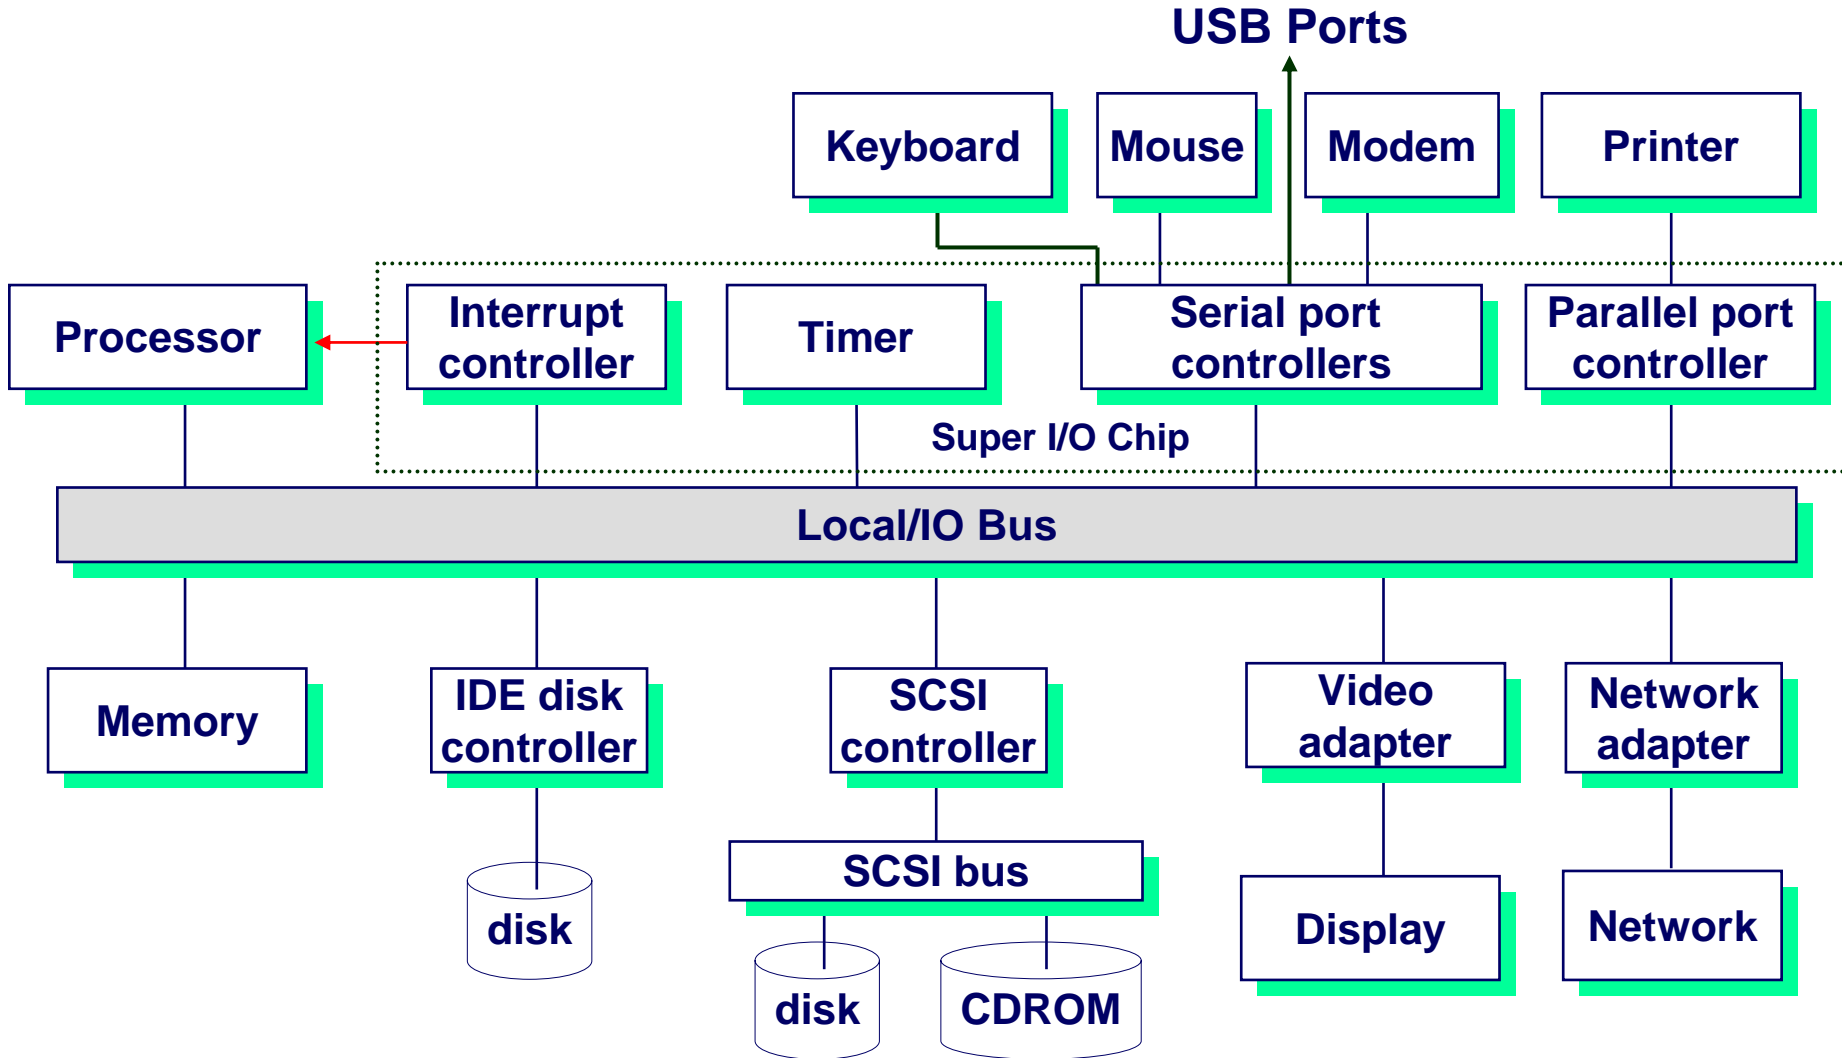 USB Ports
Keyboard
Mouse
Modem
Printer
Processor
Interrupt
controller
Timer
Serial port
controllers
Parallel port
controller
Super I/O Chip
Local/IO Bus
Memory
IDE disk
controller
SCSI
controller
Video
adapter
Network
adapter
SCSI bus
disk
Display
Network
disk
CDROM